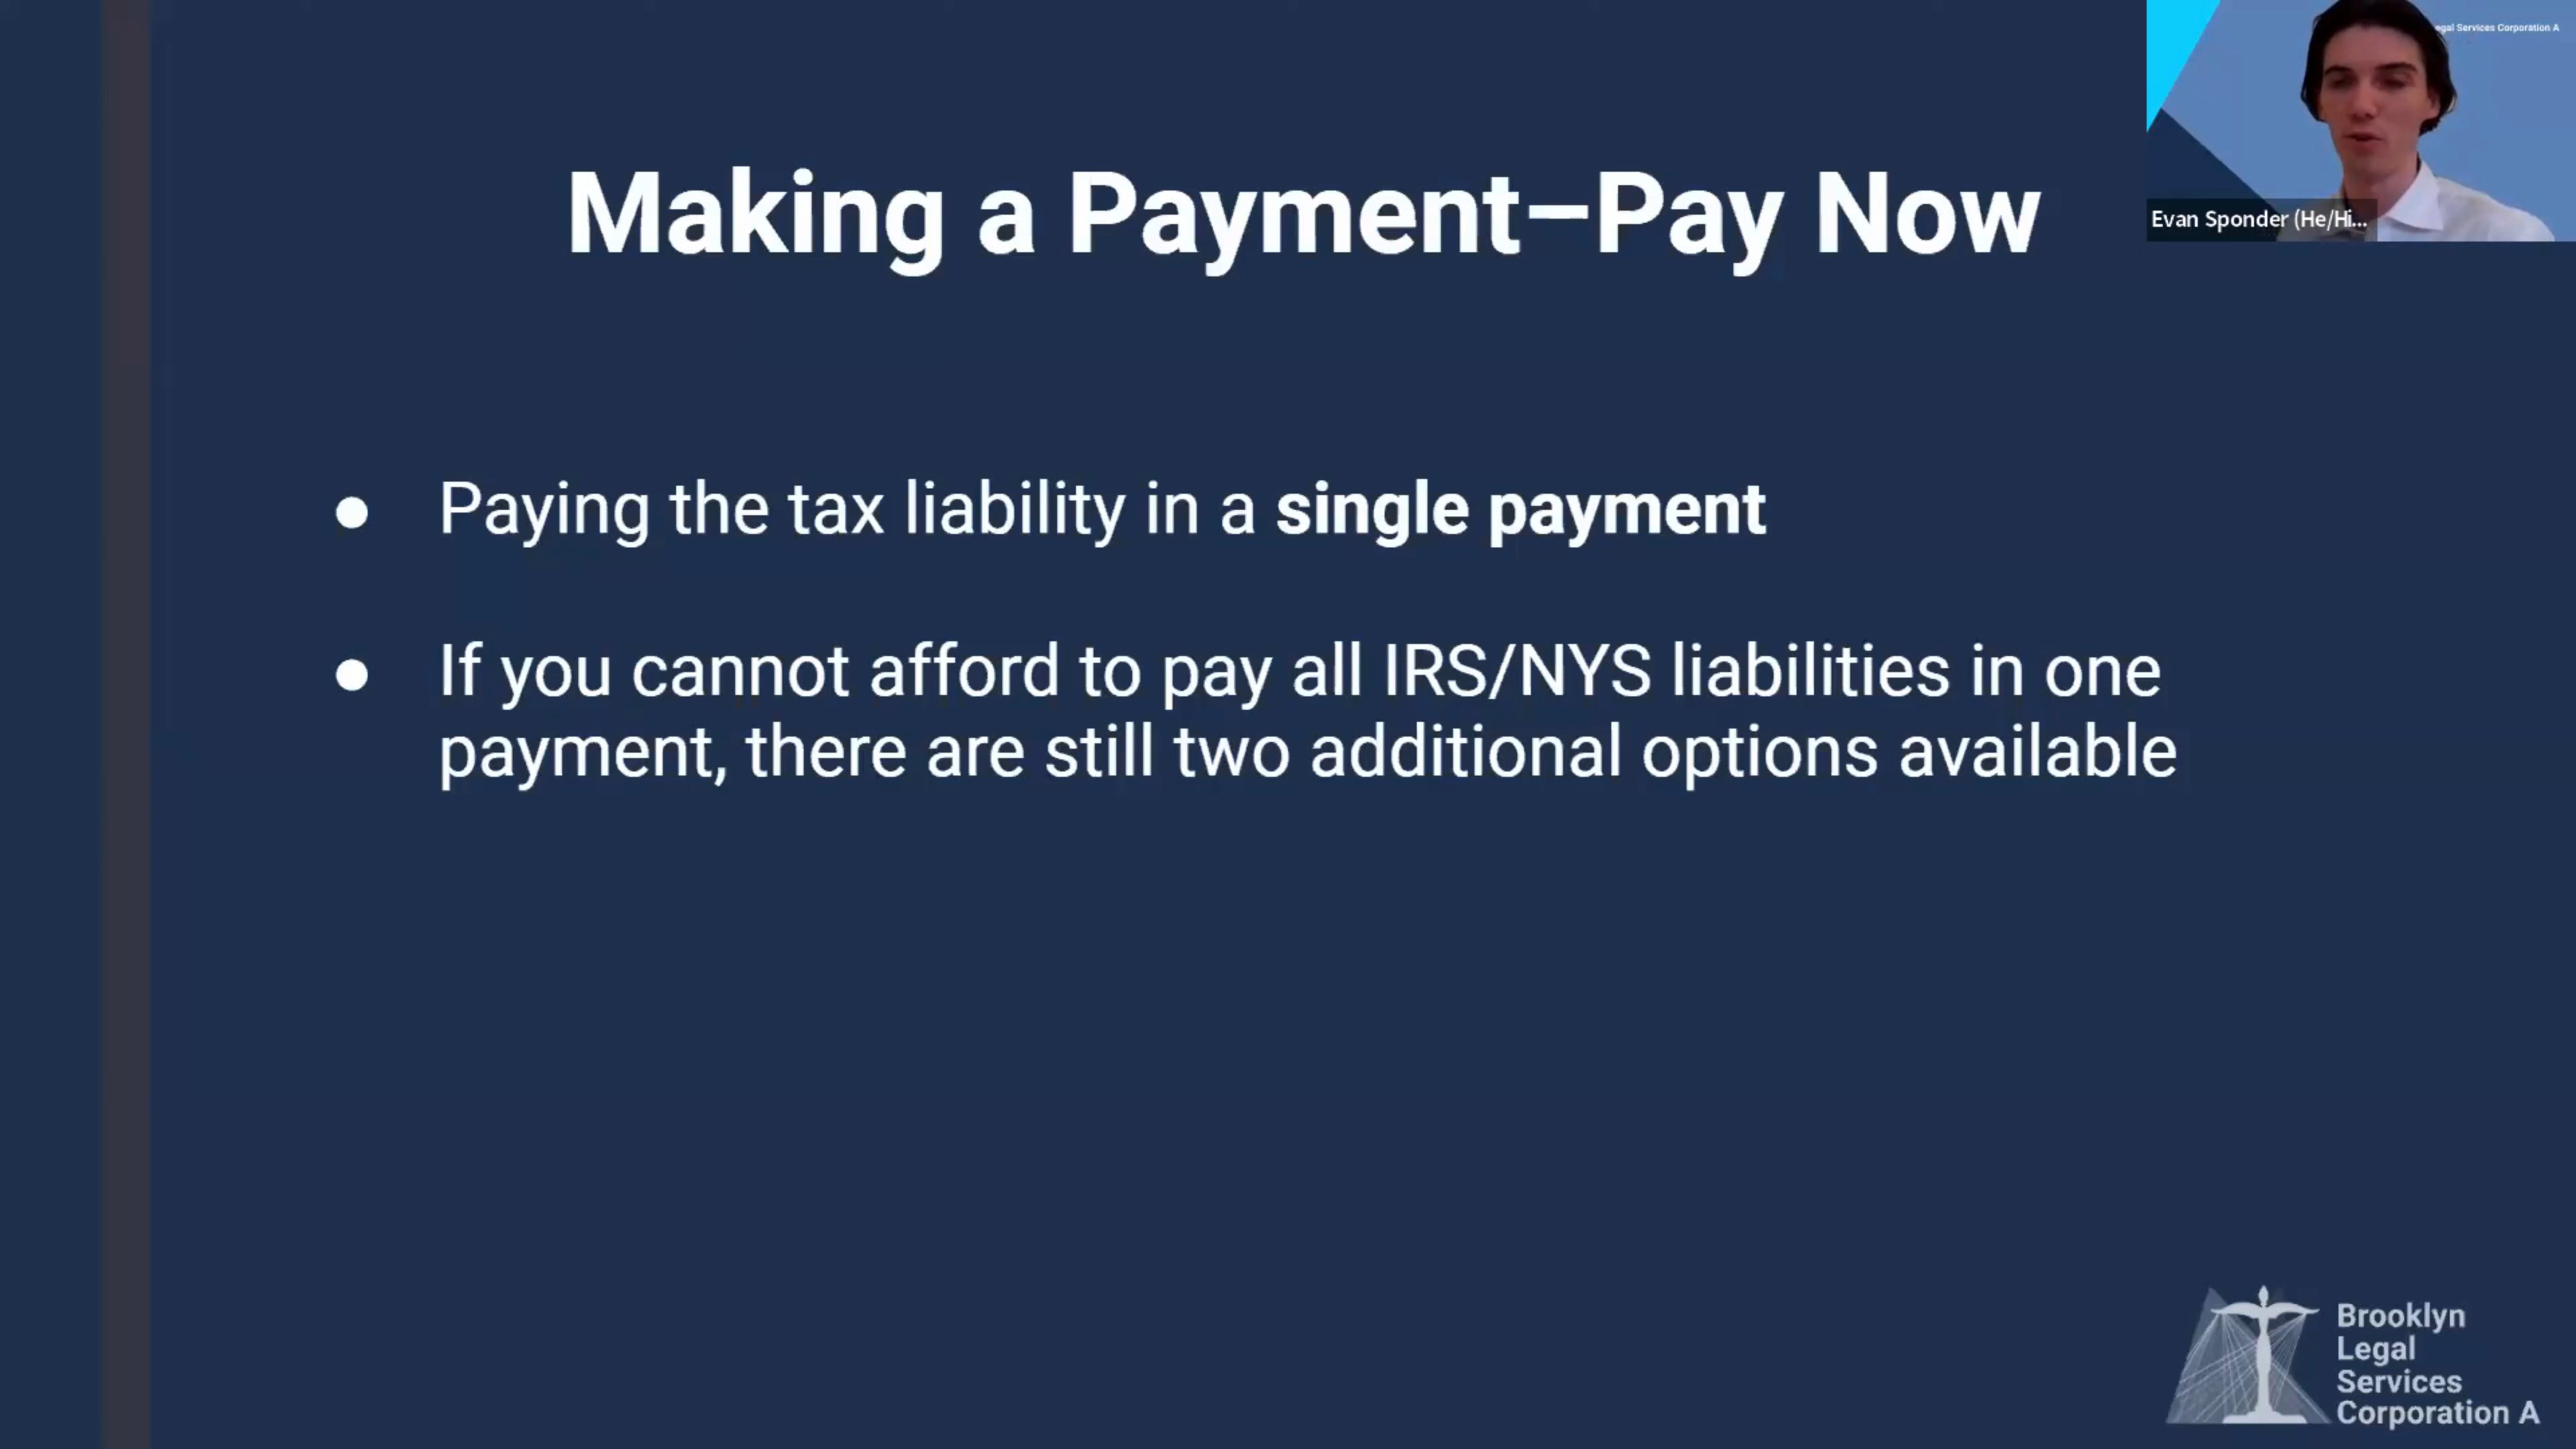 egal Services Corporation A
Making a Payment–Pay Now
Evan Sponder (He/Hi...
● Paying the tax liability in a single payment
● If you cannot afford to pay all IRS/NYS liabilities in one
payment, there are still two additional options available
Brooklyn
Legal
Services
Corporation A